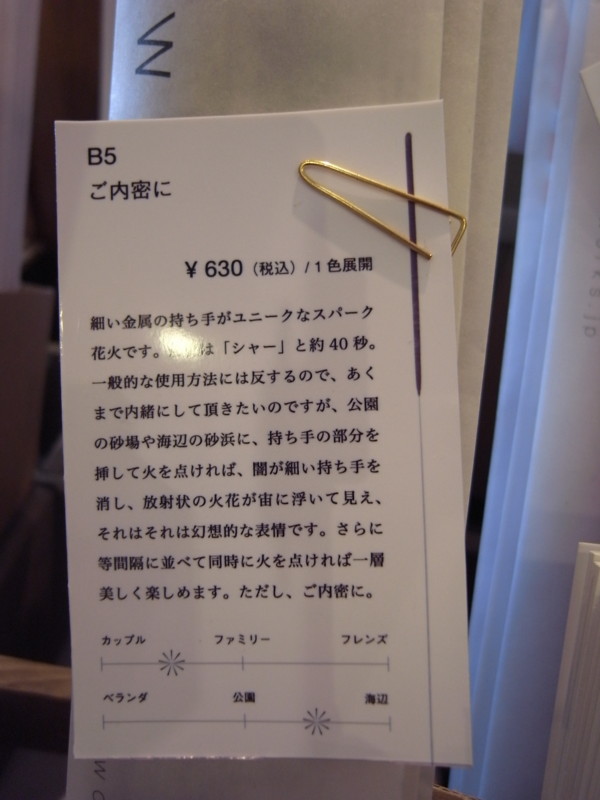 W
B5
ご内密に
¥ 630（税込）/ 1色展開
細い金属の持ち手がユニークなスパーク
花火です。は「シャー」と約 40 秒。
一般的な使用方法には反するので、あく
まで内緒にして頂きたいのですが、公園
の砂場や海辺の砂浜に、持ち手の部分を
挿して火を点ければ、闇が細い持ち手を
消し、放射状の火花が宙に浮いて見え、
それはそれは幻想的な表情です。さらに
等間隔に並べて同時に火を点ければ一層
美しく楽しめます。ただし、ご内密に。
カップル ファミリー フレンズ
ベランダ 公園 海辺